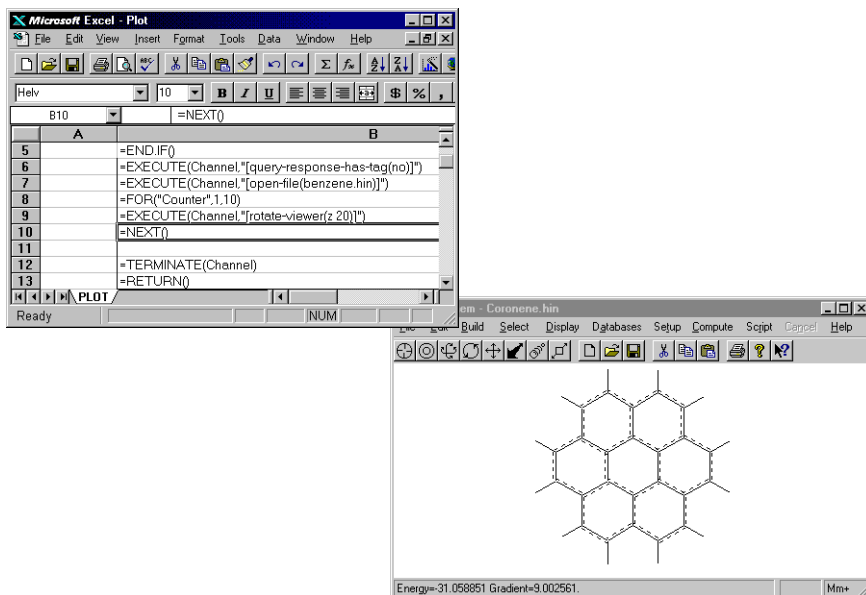 Microsoft Excel - Plot
File Edit View Insert Format Tools Data Window Help
Helv 10 B I U $ % ,
B10 =NEXT()
A B
5 =END.IF()
6 =EXECUTE(Channel,"[query-response-has-tag(no)]")
7 =EXECUTE(Channel,"[open-file(benzene.hin)]")
8 =FOR("Counter",1,10)
9 =EXECUTE(Channel,"[rotate-viewer(z 20)]")
10 =NEXT()
11
12 =TERMINATE(Channel)
13 =RETURN()
PLOT
Ready NUM
em - Coronene.hin
File Edit Build Select Display Databases Setup Compute Script Cancel Help
Energy=-31.058851 Gradient=9.002561. Mm+